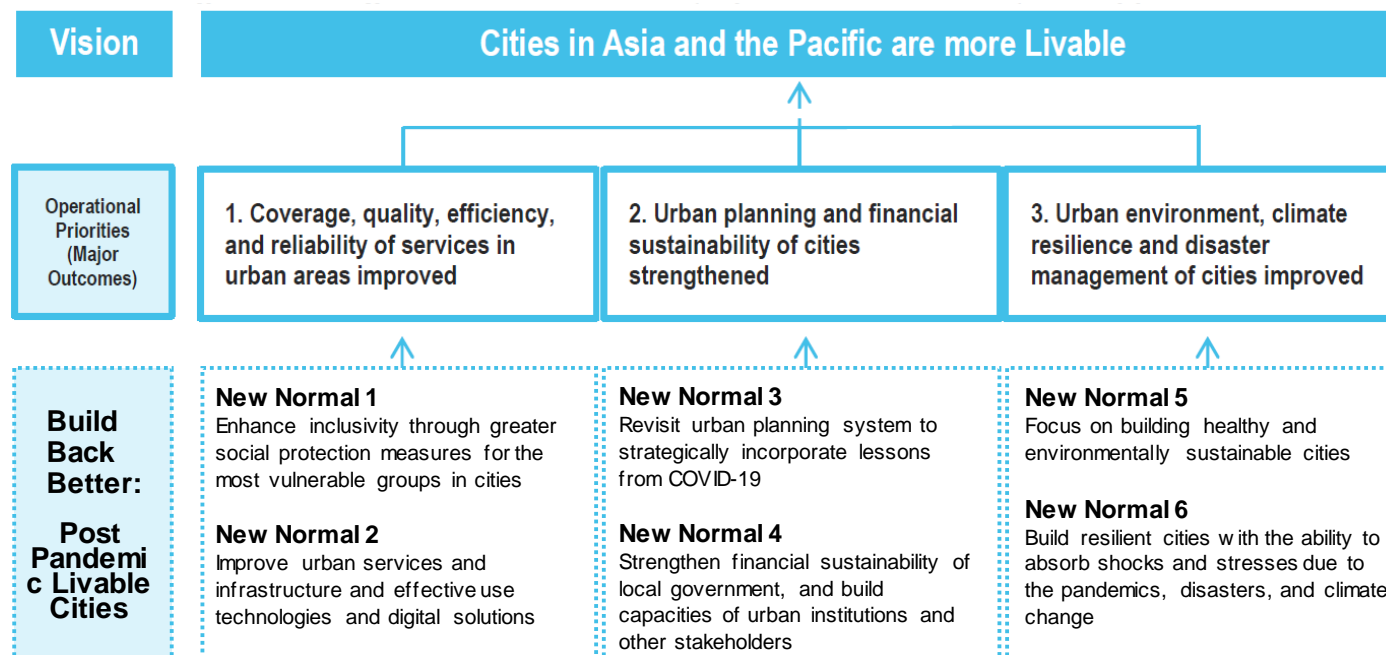 Vision
Cities in Asia and the Pacific are more Livable
Operational
Priorities
(Major
Outcomes)
1. Coverage, quality, efficiency,
and reliability of services in
urban areas improved
2. Urban planning and financial
sustainability of cities
strengthened
3. Urban environment, climate
resilience and disaster
management of cities improved
Build
Back
Better:
Post
Pandemi
c Livable
Cities
New Normal 1
Enhance inclusivity through greater
social protection measures for the
most vulnerable groups in cities
New Normal 2
Improve urban services and
infrastructure and effective use
technologies and digital solutions
New Normal 3
Revisit urban planning system to
strategically incorporate lessons
from COVID-19
New Normal 4
Strengthen financial sustainability of
local government, and build
capacities of urban institutions and
other stakeholders
New Normal 5
Focus on building healthy and
environmentally sustainable cities
New Normal 6
Build resilient cities with the ability to
absorb shocks and stresses due to
the pandemics, disasters, and climate
change